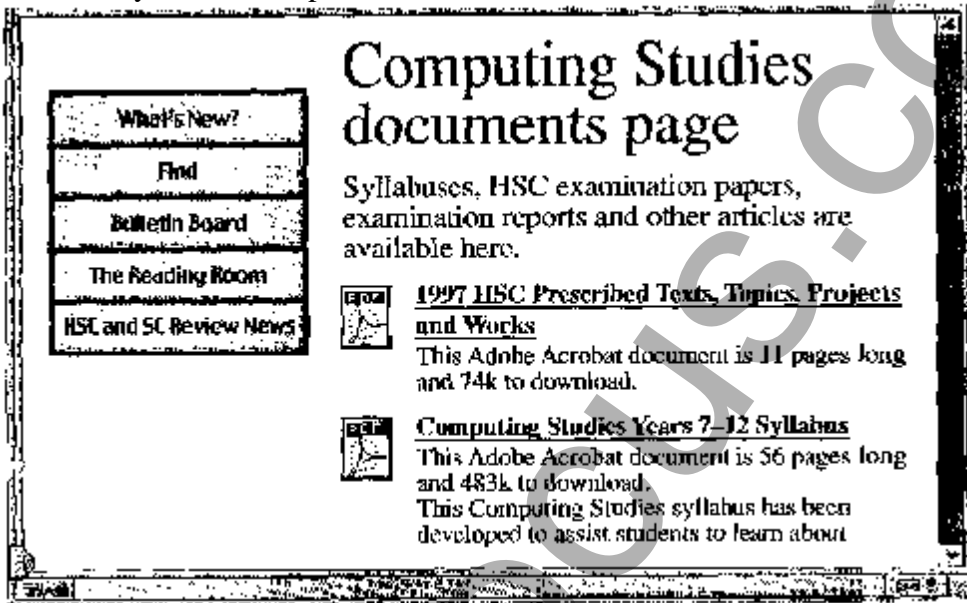 What's New?
Find
Bulletin Board
The Reading Room
HSC and SC Review News
Computing Studies
documents page
Syllabuses, HSC examination papers,
examination reports and other articles are
available here.
1997 HSC Prescribed Texts, Topics, Projects
and Works
This Adobe Acrobat document is 11 pages long
and 74k to download.
Computing Studies Years 7–12 Syllabus
This Adobe Acrobat document is 56 pages long
and 483k to download.
This Computing Studies syllabus has been
developed to assist students to learn about